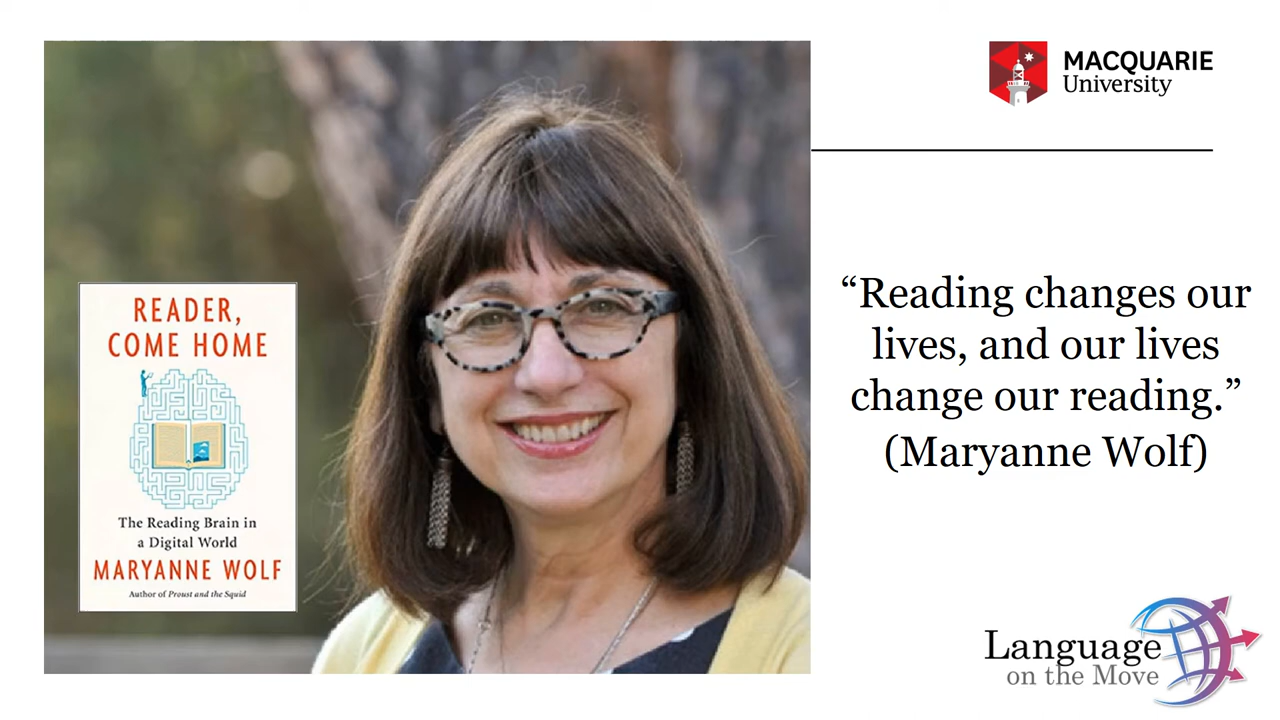 READER,
COME HOME
The Reading Brain in
a Digital World
MARYANNE WOLF
Author of Proust and the Squid
MACQUARIE
University
“Reading changes our
lives, and our lives
change our reading.”
(Maryanne Wolf)
Language
on the Move